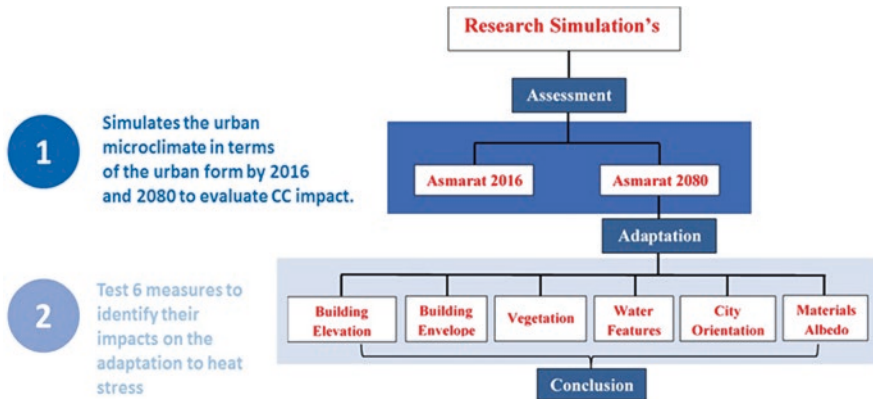 Research Simulation's
Assessment
1
Simulates the urban
microclimate in terms
of the urban form by 2016
and 2080 to evaluate CC impact.
Asmarat 2016
Asmarat 2080
Adaptation
2
Test 6 measures to
identify their
impacts on the
adaptation to heat
stress
Building
Elevation
Building
Envelope
Vegetation
Water
Features
City
Orientation
Materials
Albedo
Conclusion